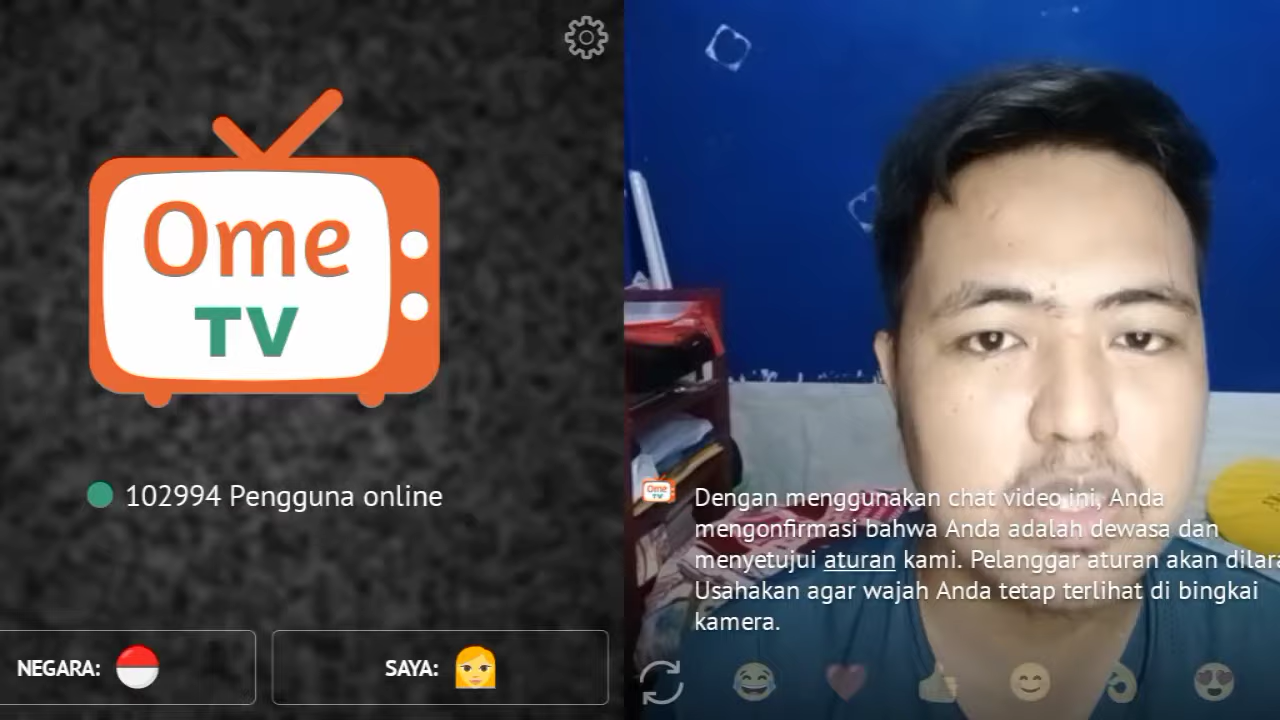 Ome
TV
102994 Pengguna online
NEGARA:
SAYA:
Ome
TV
Dengan menggunakan chat video ini, Anda
mengonfirmasi bahwa Anda adalah dewasa dan
menyetujui aturan kami. Pelanggar aturan akan
Usahakan agar wajah Anda tetap terlihat di bingkai
kamera.